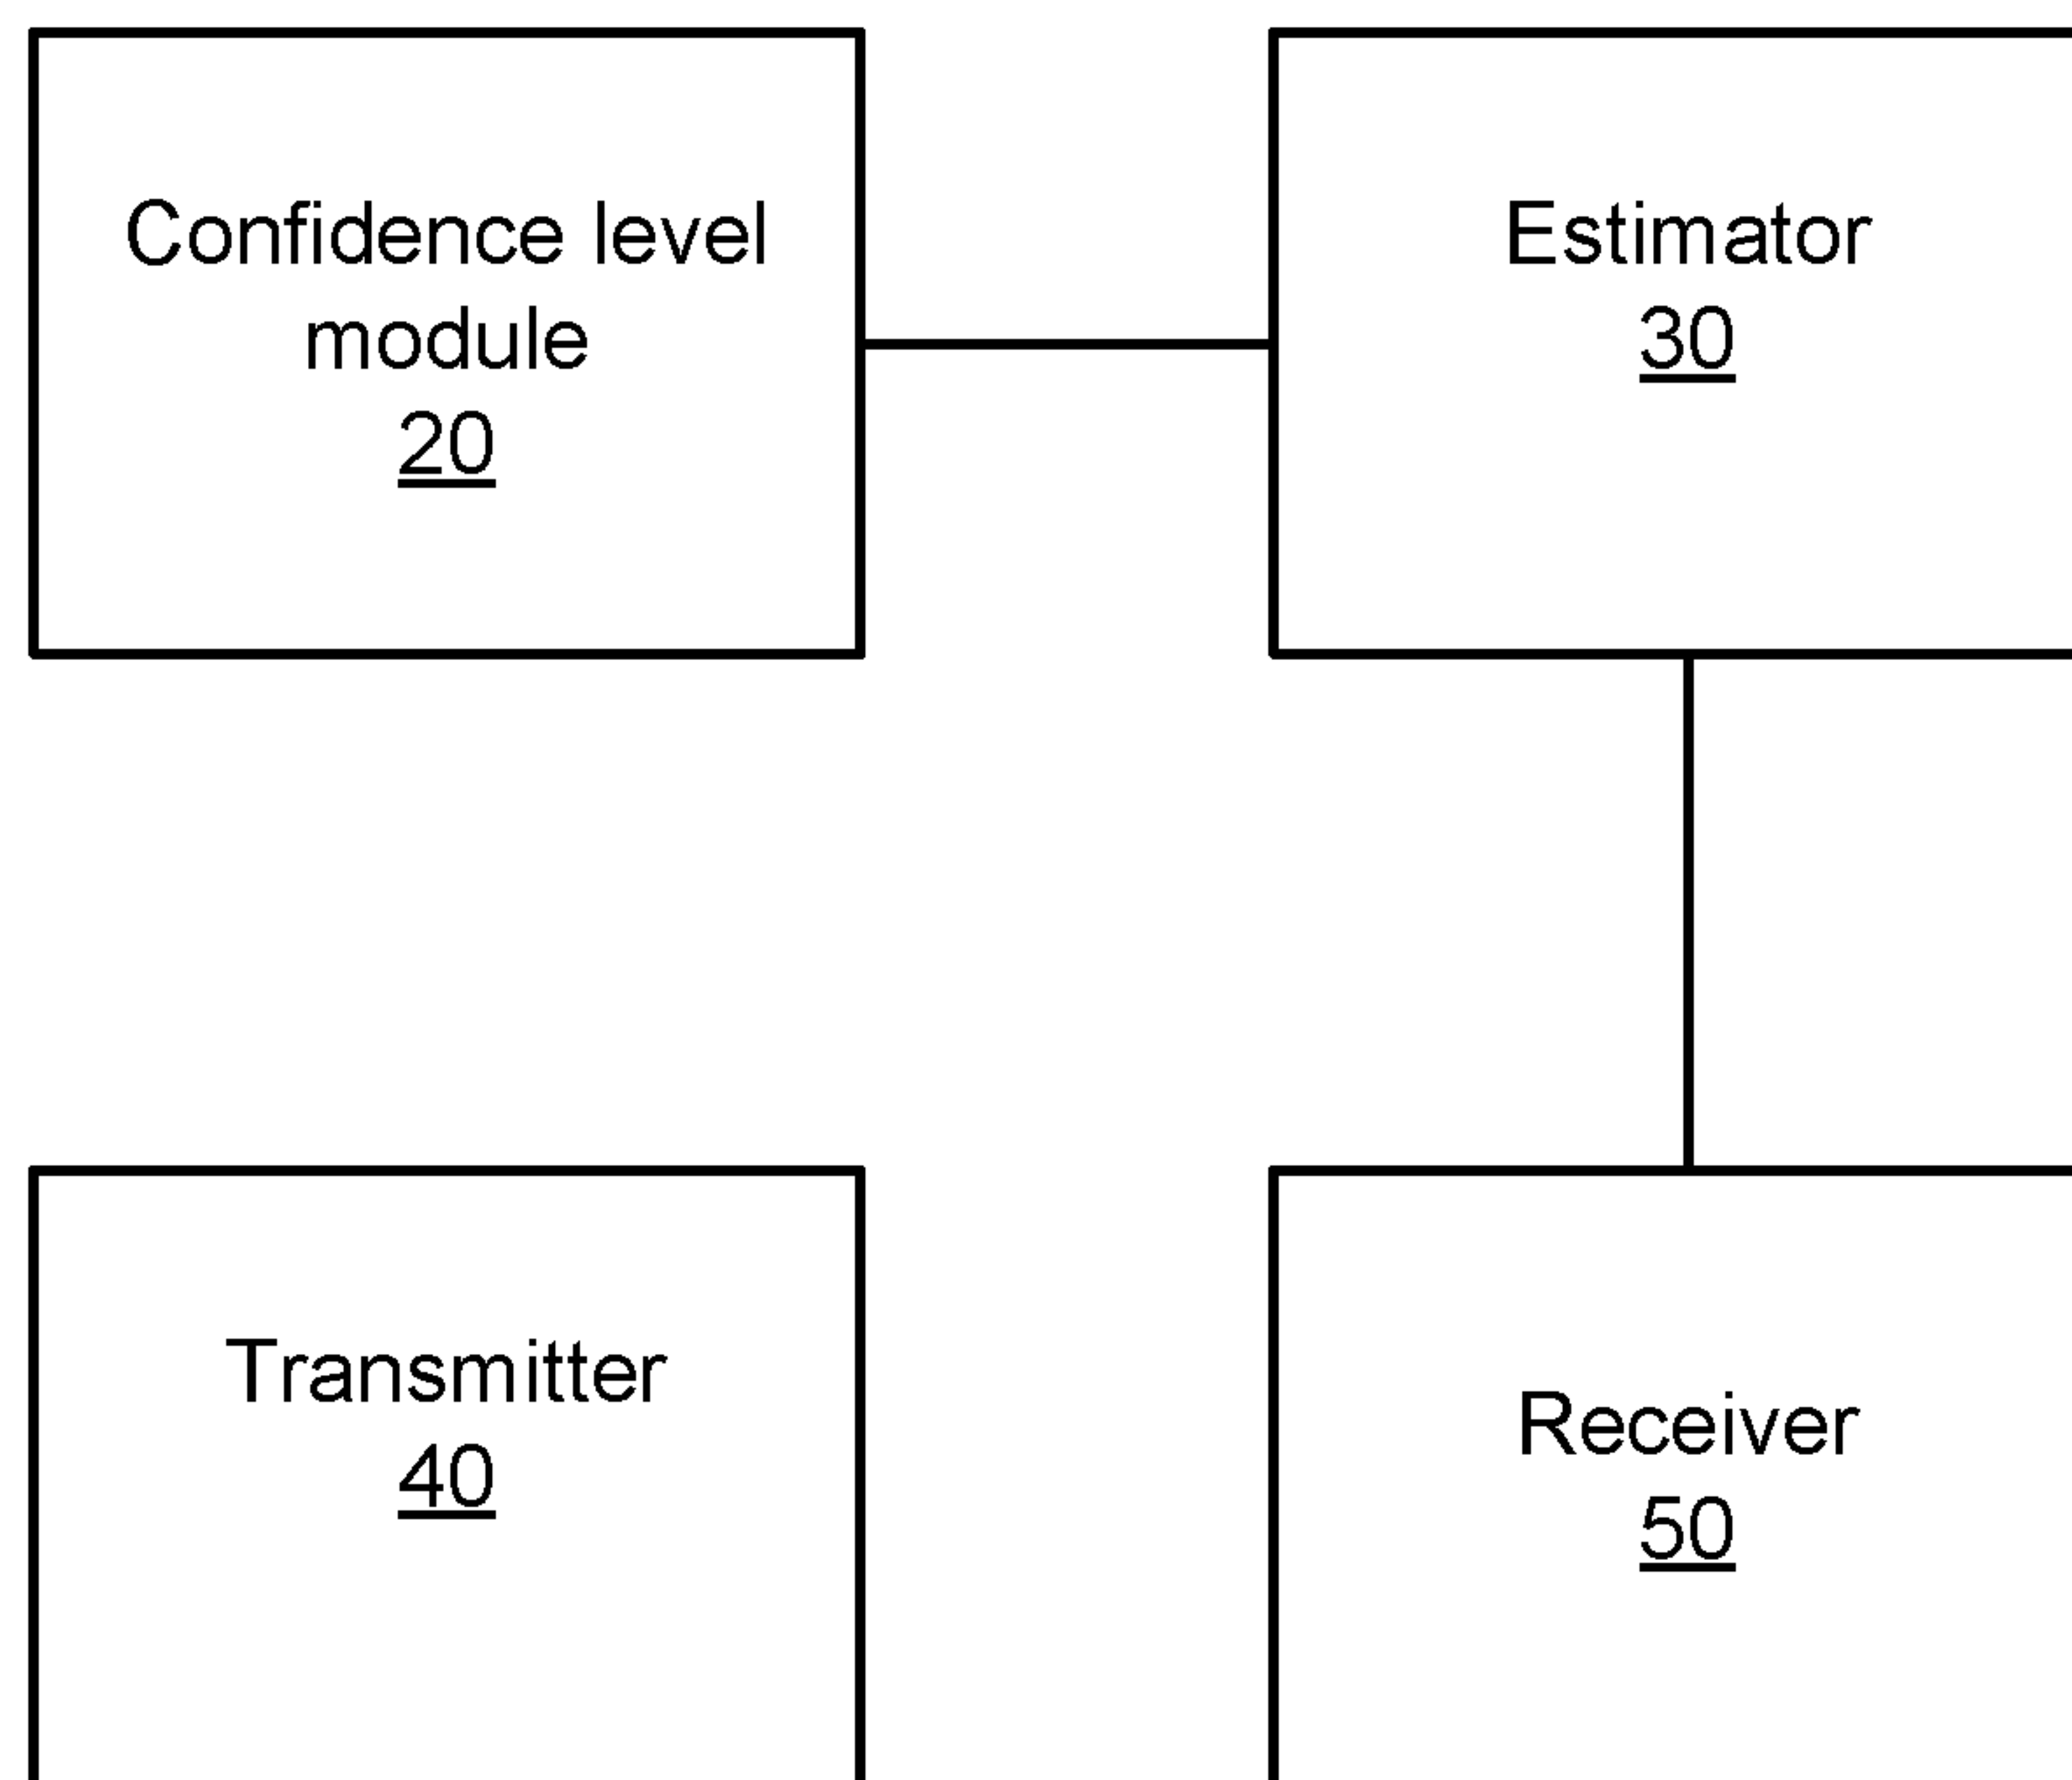 Confidence level
module
20
Estimator
30
Transmitter
40
Receiver
50